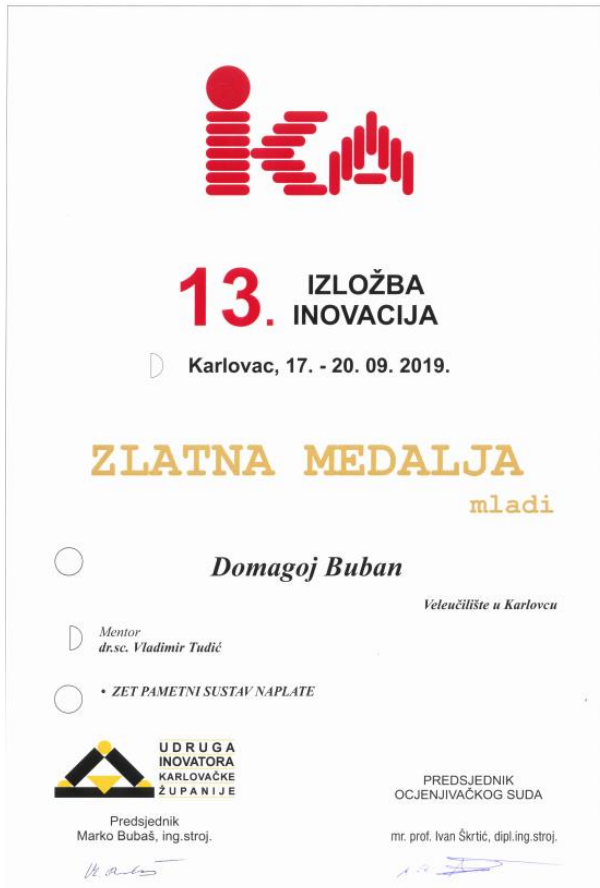 ika
13. IZLOŽBA
INOVACIJA
Karlovac, 17. - 20. 09. 2019.
ZLATNA MEDALJA
mladi
Domagoj Buban
Veleučilište u Karlovcu
Mentor
dr.sc. Vladimir Tudić
• ZET PAMETNI SUSTAV NAPLATE
UDRUGA
INOVATORA
KARLOVAČKE
ŽUPANIJE
Predsjednik
Marko Bubaš, ing.stroj.
PREDSJEDNIK
OCJENJIVAČKOG SUDA
mr. prof. Ivan Škrtić, dipl.ing.stroj.